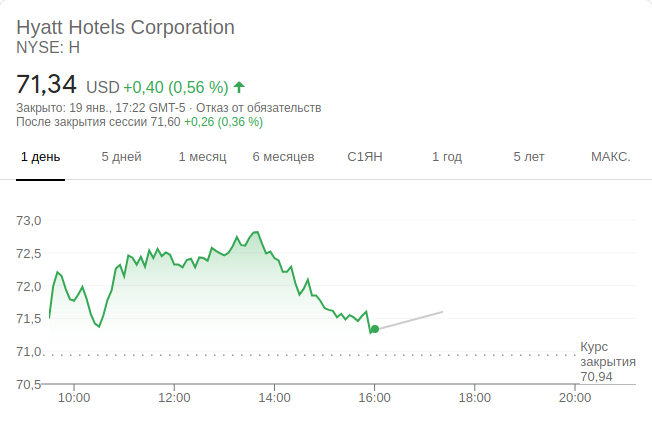 Hyatt Hotels Corporation
NYSE: H
71,34 USD +0,40 (0,56 %)
Закрыто: 19 янв., 17:22 GMT-5 · Отказ от обязательств
После закрытия сессии 71,60 +0,26 (0,36 %)
1 день 5 дней 1 месяц 6 месяцев С1ЯН 1 год 5 лет МАКС.
73,0
72,5
72,0
71,5
71,0
70,5
Курс
закрытия
70,94
10:00 12:00 14:00 16:00 18:00 20:00